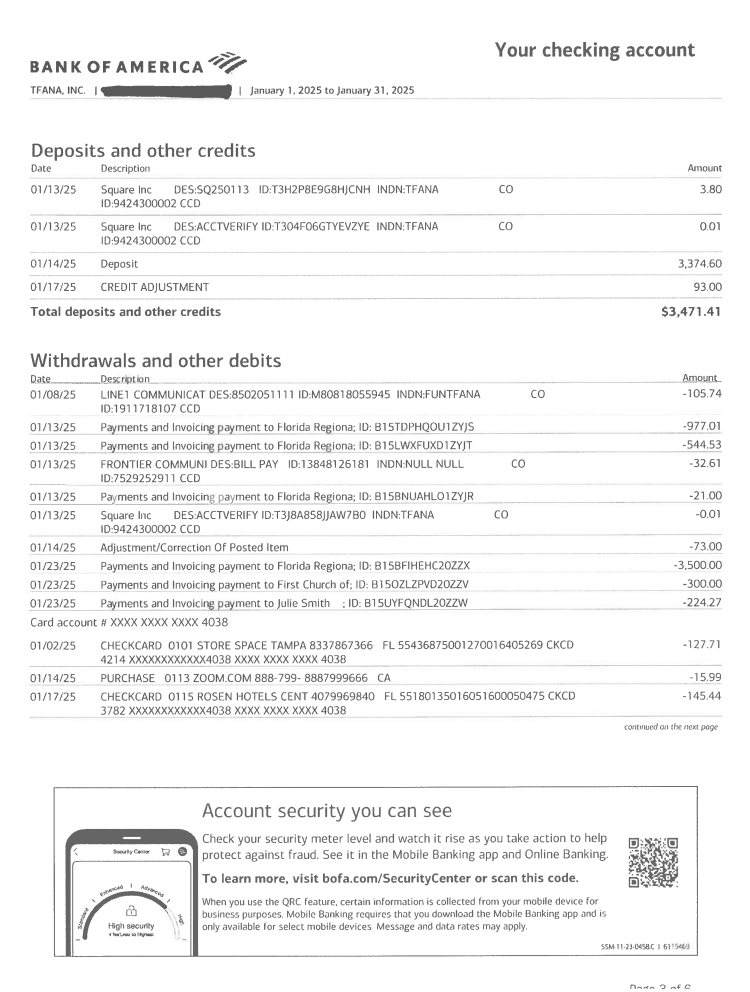 Your checking account
BANK OF AMERICA
TFANA, INC. | | January 1, 2025 to January 31, 2025
Deposits and other credits
Date Description Amount
01/13/25 Square Inc DES:SQ250113 ID:T3H2P8E9G8HJCNH INDN:TFANA CO 3.80
ID:9424300002 CCD
01/13/25 Square Inc DES:ACCTVERIFY ID:T304F06GTYEVZYE INDN:TFANA CO 0.01
ID:9424300002 CCD
01/14/25 Deposit 3,374.60
01/17/25 CREDIT ADJUSTMENT 93.00
Total deposits and other credits $3,471.41
Withdrawals and other debits
Date Description Amount
01/08/25 LINE1 COMMUNICAT DES:8502051111 ID:M80818055945 INDN:FUNTFANA CO -105.74
ID:1911718107 CCD
01/13/25 Payments and Invoicing payment to Florida Regiona; ID: B15TDPHQOU1ZYJS -977.01
01/13/25 Payments and Invoicing payment to Florida Regiona; ID: B15LWXFUXD1ZYJT -544.53
01/13/25 FRONTIER COMMUNI DES:BILL PAY ID:13848126181 INDN:NULL NULL CO -32.61
ID:7529252911 CCD
01/13/25 Payments and Invoicing payment to Florida Regiona; ID: B15BNUAHLO1ZYJR -21.00
01/13/25 Square Inc DES:ACCTVERIFY ID:T3J8A858JJAW7B0 INDN:TFANA CO -0.01
ID:9424300002 CCD
01/14/25 Adjustment/Correction Of Posted Item -73.00
01/23/25 Payments and Invoicing payment to Florida Regiona; ID: B15BFIHEHC20ZZX -3,500.00
01/23/25 Payments and Invoicing payment to First Church of; ID: B15OZLZPVD20ZZV -300.00
01/23/25 Payments and Invoicing payment to Julie Smith ; ID: B15UYFQNDL20ZZW -224.27
Card account # XXXX XXXX XXXX 4038
01/02/25 CHECKCARD 0101 STORE SPACE TAMPA 8337867366 FL 55436875001270016405269 CKCD -127.71
4214 XXXXXXXXXXXX4038 XXXX XXXX XXXX 4038
01/14/25 PURCHASE 0113 ZOOM.COM 888-799- 8887999666 CA -15.99
01/17/25 CHECKCARD 0115 ROSEN HOTELS CENT 4079969840 FL 55180135016051600050475 CKCD -145.44
3782 XXXXXXXXXXXX4038 XXXX XXXX XXXX 4038
continued on the next page
Account security you can see
Check your security meter level and watch it rise as you take action to help
protect against fraud. See it in the Mobile Banking app and Online Banking.
To learn more, visit bofa.com/SecurityCenter or scan this code.
When you use the QRC feature, certain information is collected from your mobile device for
business purposes. Mobile Banking requires that you download the Mobile Banking app and is
only available for select mobile devices. Message and data rates may apply.
Security Center
Standard Enhanced Advanced High
High security
4 features to Highest
SSM-11-23-0458.C | 6115469
Page 3 of 6